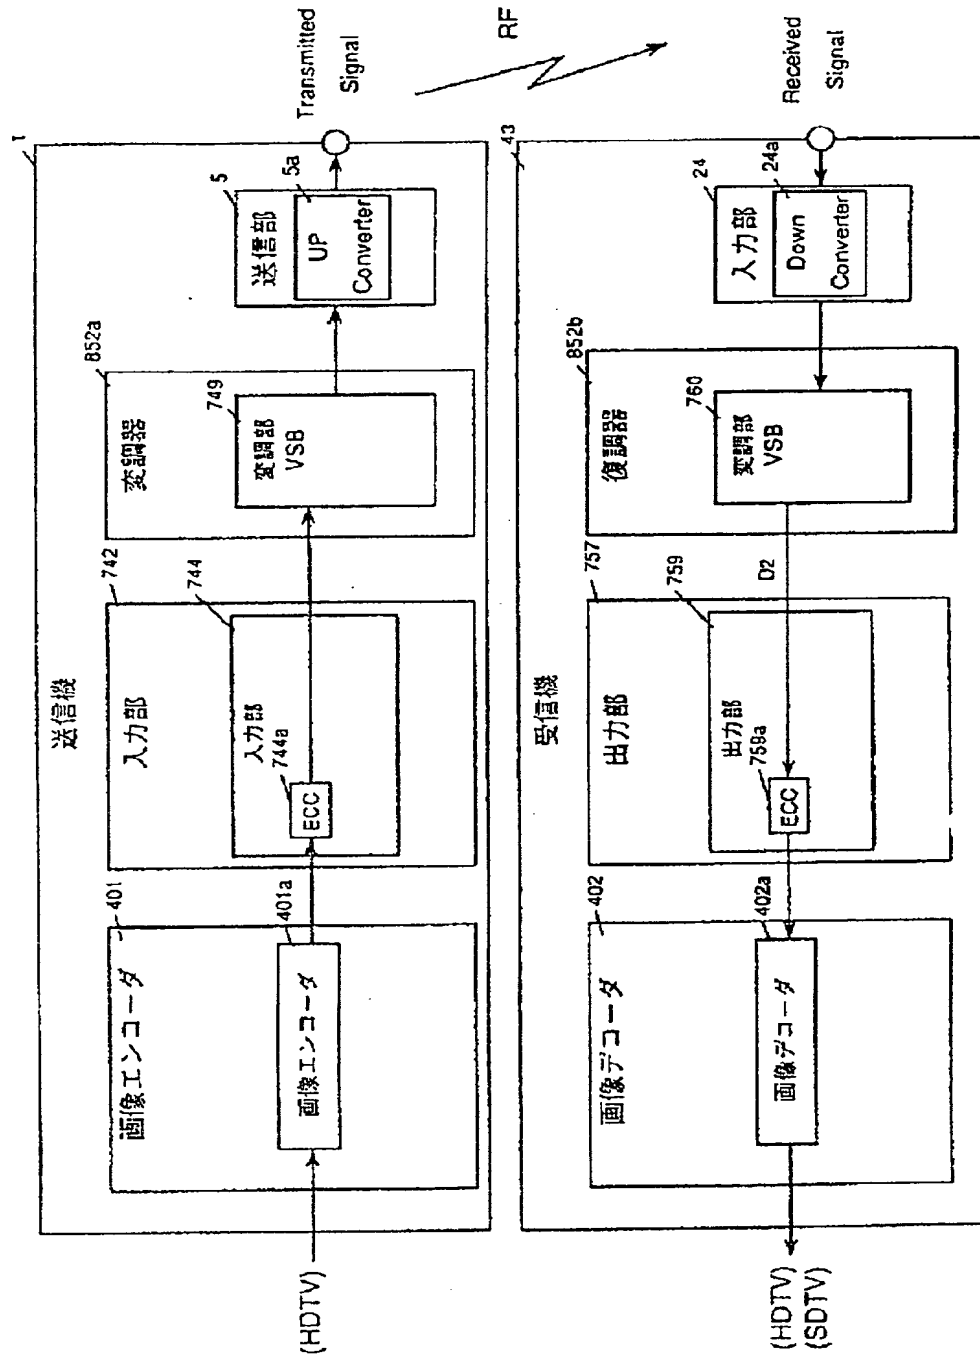 送信機
1
(HDTV)
画像エンコーダ
401
画像エンコーダ
401a
入力部
742
入力部
744
744a
ECC
変調器
852a
変調部
VSB
749
送信部
5
UP
Converter
5a
Transmitted
Signal
RF
受信機
43
(HDTV)
(SDTV)
画像デコーダ
402
画像デコーダ
402a
出力部
757
出力部
759
759a
ECC
D2
復調器
852b
変調部
VSB
760
入力部
24
Down
Converter
24a
Received
Signal